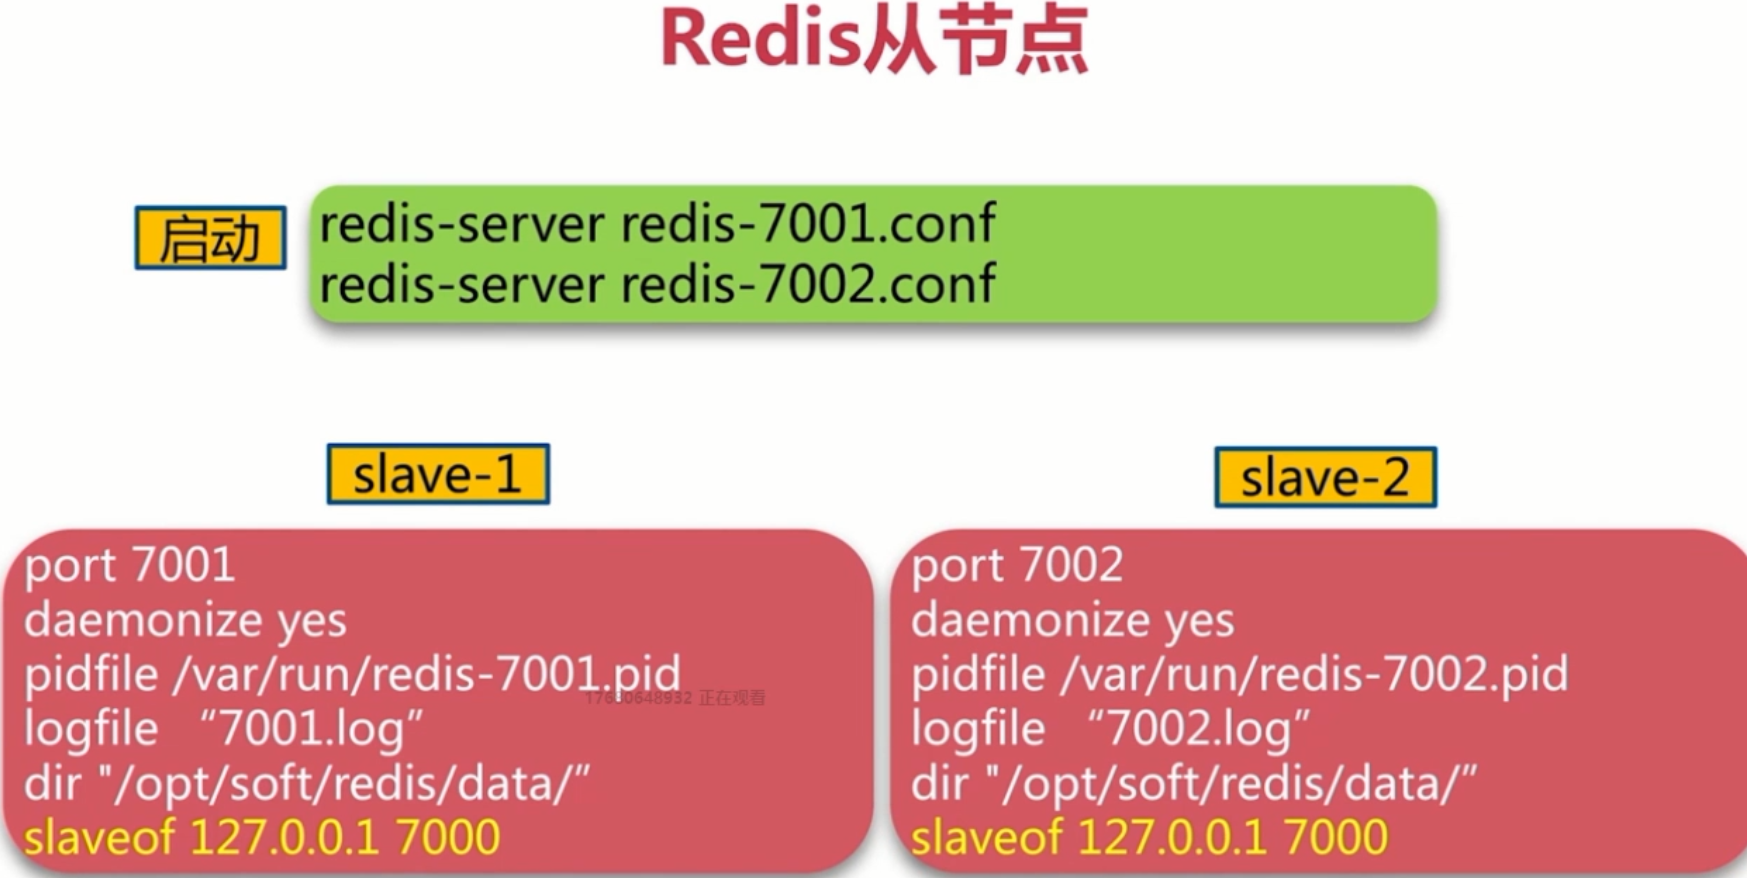 Redis从节点
启动
redis-server redis-7001.conf
redis-server redis-7002.conf
slave-1
port 7001
daemonize yes
pidfile /var/run/redis-7001.pid
logfile “7001.log”
dir "/opt/soft/redis/data/”
slaveof 127.0.0.1 7000
slave-2
port 7002
daemonize yes
pidfile /var/run/redis-7002.pid
logfile “7002.log”
dir "/opt/soft/redis/data/”
slaveof 127.0.0.1 7000
正在观看